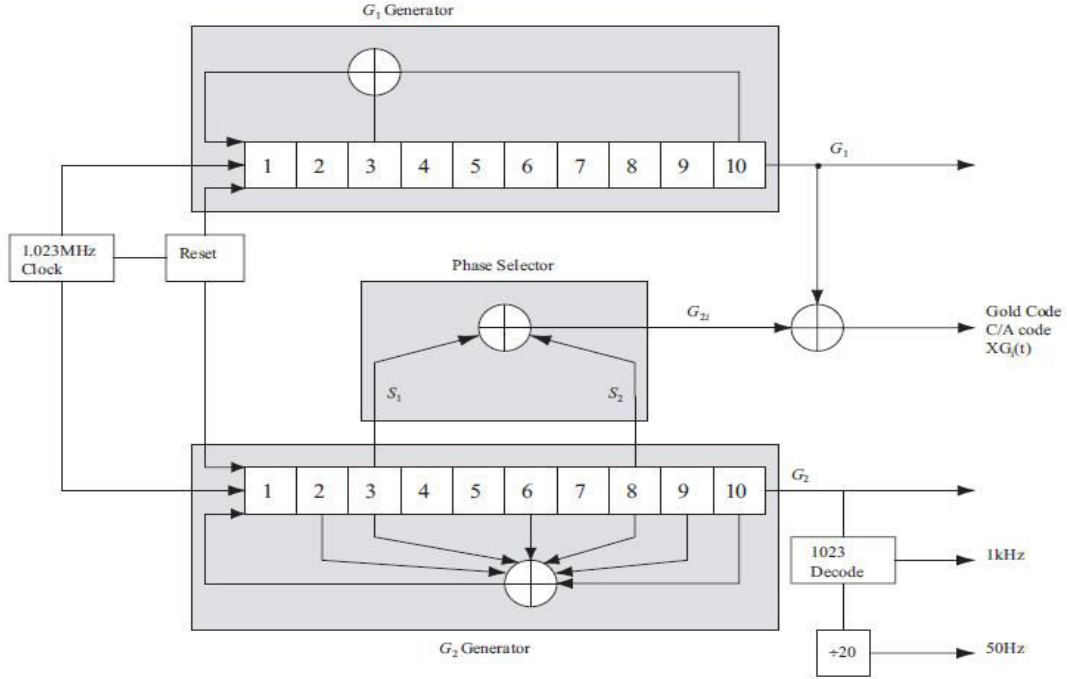 G1 Generator
1 2 3 4 5 6 7 8 9 10
G1
1.023MHz
Clock
Reset
Phase Selector
G2i
Gold Code
C/A code
XGi(t)
S1
S2
1 2 3 4 5 6 7 8 9 10
G2
1023
Decode
1kHz
G2 Generator
÷20
50Hz